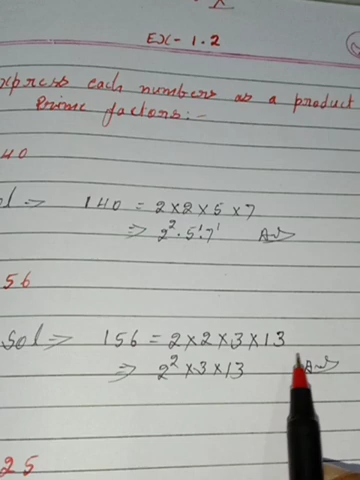 EX-1.2
xpress each numbers as a product
Prime factors:-
40
l ⇒ 140 = 2×2×5×7
⇒ 2²·5¹·7¹ Ans
56
Sol ⇒ 156 = 2×2×3×13
⇒ 2²×3×13 Ans
25